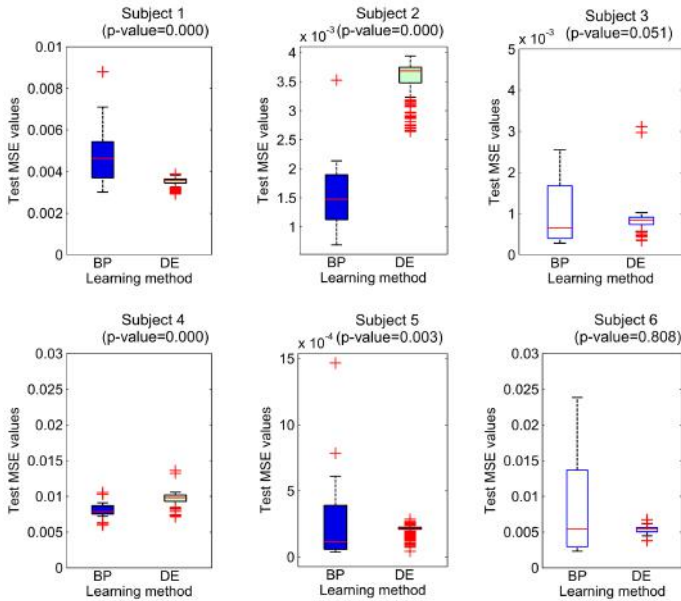 Subject 1
(p-value=0.000)
0.01
0.008
0.006
0.004
0.002
0
Test MSE values
BP DE
Learning method
Subject 2
x 10⁻³ (p-value=0.000)
4
3.5
3
2.5
2
1.5
1
Test MSE values
BP DE
Learning method
Subject 3
x 10⁻³ (p-value=0.051)
5
4
3
2
1
0
Test MSE values
BP DE
Learning method
Subject 4
(p-value=0.000)
0.03
0.025
0.02
0.015
0.01
0.005
0
Test MSE values
BP DE
Learning method
Subject 5
x 10⁻⁴ (p-value=0.003)
15
10
5
0
Test MSE values
BP DE
Learning method
Subject 6
(p-value=0.808)
0.03
0.025
0.02
0.015
0.01
0.005
0
Test MSE values
BP DE
Learning method